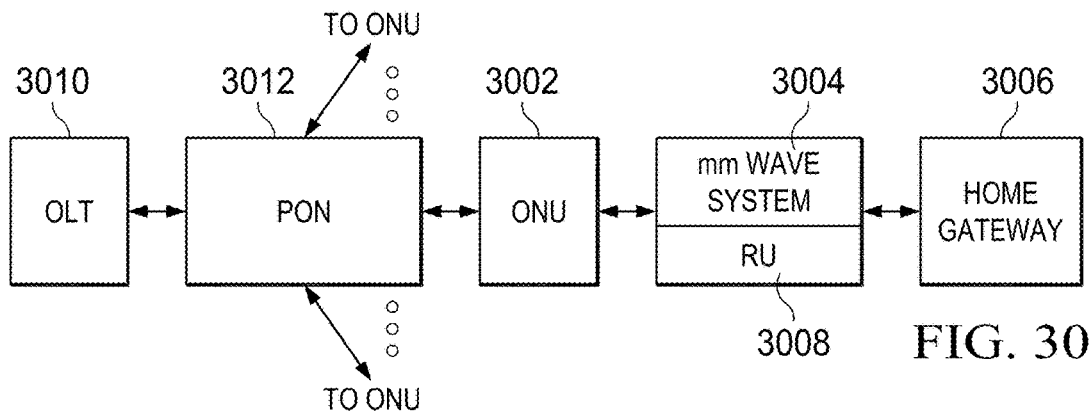 TO ONU
3010
3012
3002
3004
3006
OLT
PON
ONU
mm WAVE
SYSTEM
RU
HOME
GATEWAY
3008
FIG. 30
TO ONU